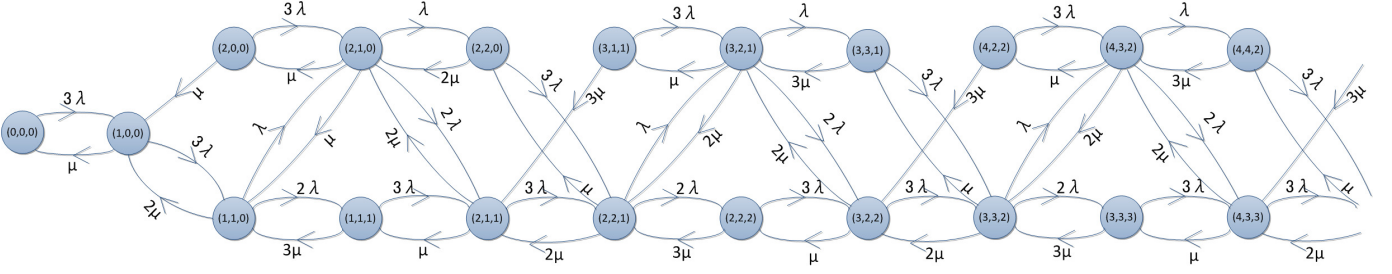 3 λ λ 3 λ λ 3 λ λ
(2,0,0) (2,1,0) (2,2,0) (3,1,1) (3,2,1) (3,3,1) (4,2,2) (4,3,2) (4,4,2)
μ 2μ 3λ μ 3μ 3λ μ 3μ 3λ
μ 3μ 3μ 3μ
3 λ
(0,0,0) (1,0,0)
μ
3 λ λ μ 2μ 2 λ λ 2μ 2μ 2 λ λ 2μ 2μ 2 λ
2μ 2 λ 3 λ 3 λ μ 2 λ 3 λ 3 λ μ 2 λ 3 λ 3 λ μ
(1,1,0) (1,1,1) (2,1,1) (2,2,1) (2,2,2) (3,2,2) (3,3,2) (3,3,3) (4,3,3)
3μ μ 2μ 3μ μ 2μ 3μ μ 2μ